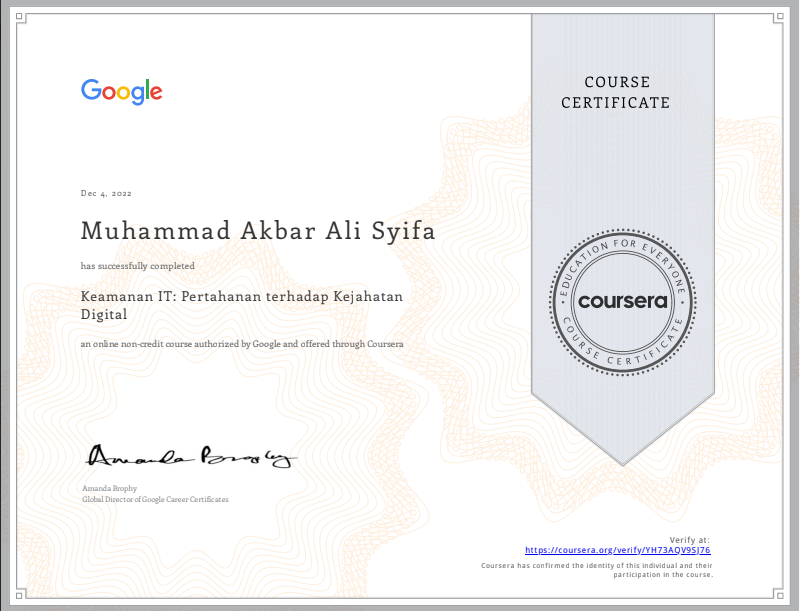 Google
COURSE
CERTIFICATE
Dec 4, 2022
Muhammad Akbar Ali Syifa
has successfully completed
Keamanan IT: Pertahanan terhadap Kejahatan
Digital
an online non-credit course authorized by Google and offered through Coursera
EDUCATION FOR EVERYONE
coursera
COURSE CERTIFICATE
Amanda Brophy
Amanda Brophy
Global Director of Google Career Certificates
Verify at:
https://coursera.org/verify/YH73AQV9SJ76
Coursera has confirmed the identity of this individual and their
participation in the course.